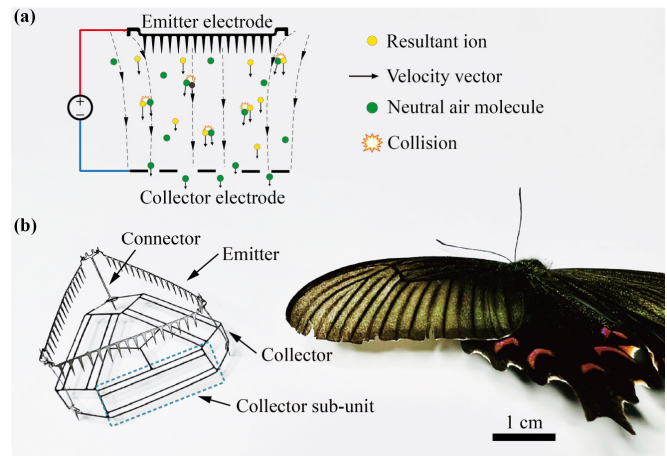 (a)
Emitter electrode
+
−
Collector electrode
Resultant ion
Velocity vector
Neutral air molecule
Collision
(b)
Connector
Emitter
Collector
Collector sub-unit
1 cm